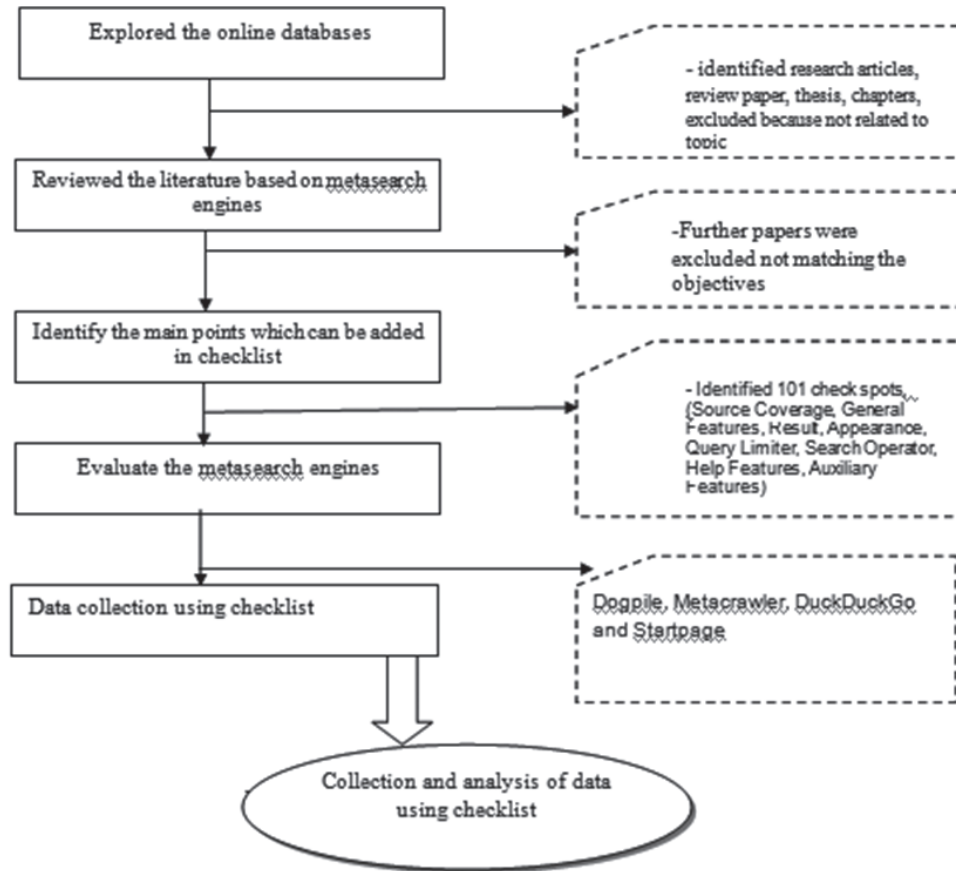 Explored the online databases
- identified research articles,
review paper, thesis, chapters,
excluded because not related to
topic
Reviewed the literature based on metasearch
engines
-Further papers were
excluded not matching the
objectives
Identify the main points which can be added
in checklist
- Identified 101 check spots,
(Source Coverage, General
Features, Result, Appearance,
Query Limiter, Search Operator,
Help Features, Auxiliary
Features)
Evaluate the metasearch engines
Data collection using checklist
Dogpile, Metacrawler, DuckDuckGo
and Startpage
Collection and analysis of data
using checklist